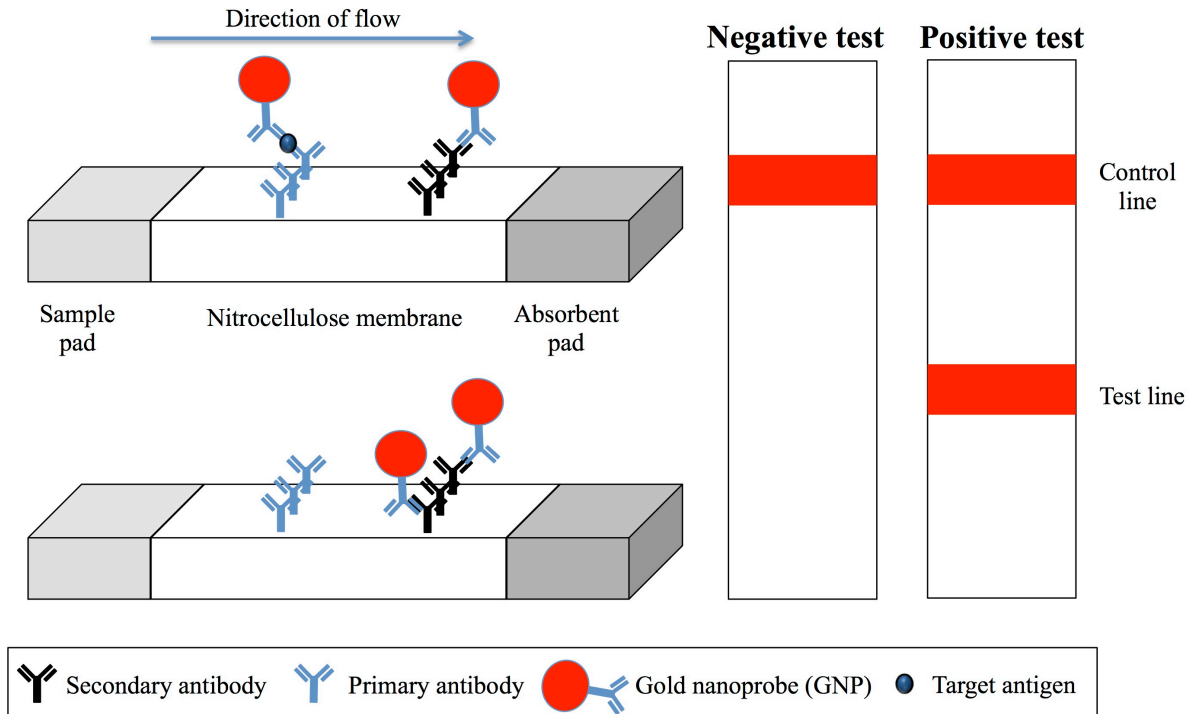 Direction of flow
Negative test
Positive test
Control
line
Sample
pad
Nitrocellulose membrane
Absorbent
pad
Test line
Secondary antibody
Primary antibody
Gold nanoprobe (GNP)
Target antigen